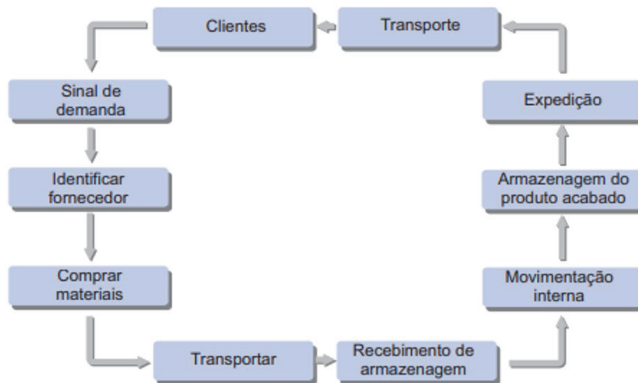 Clientes
Transporte
Sinal de
demanda
Expedição
Identificar
fornecedor
Armazenagem do
produto acabado
Comprar
materiais
Movimentação
interna
Transportar
Recebimento de
armazenagem